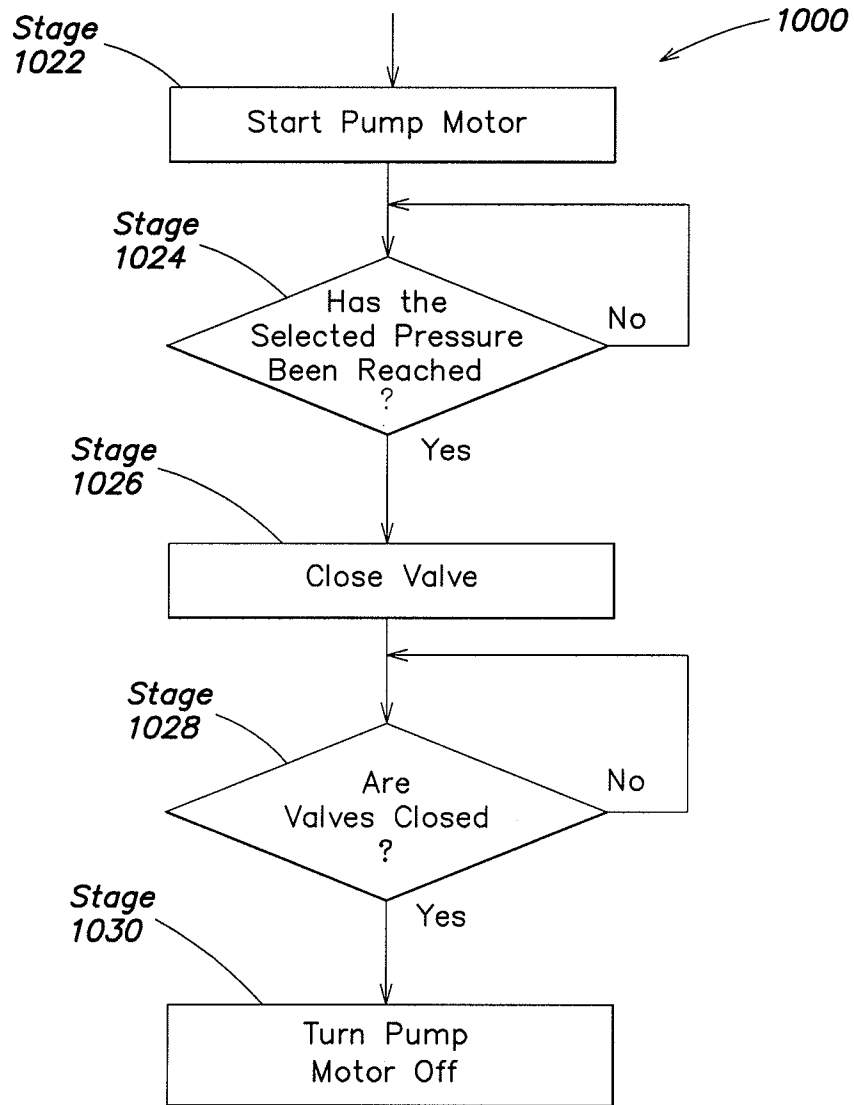 Stage
1022
1000
Start Pump Motor
Stage
1024
Has the
Selected Pressure
Been Reached
?
No
Yes
Stage
1026
Close Valve
Stage
1028
Are
Valves Closed
?
No
Yes
Stage
1030
Turn Pump
Motor Off